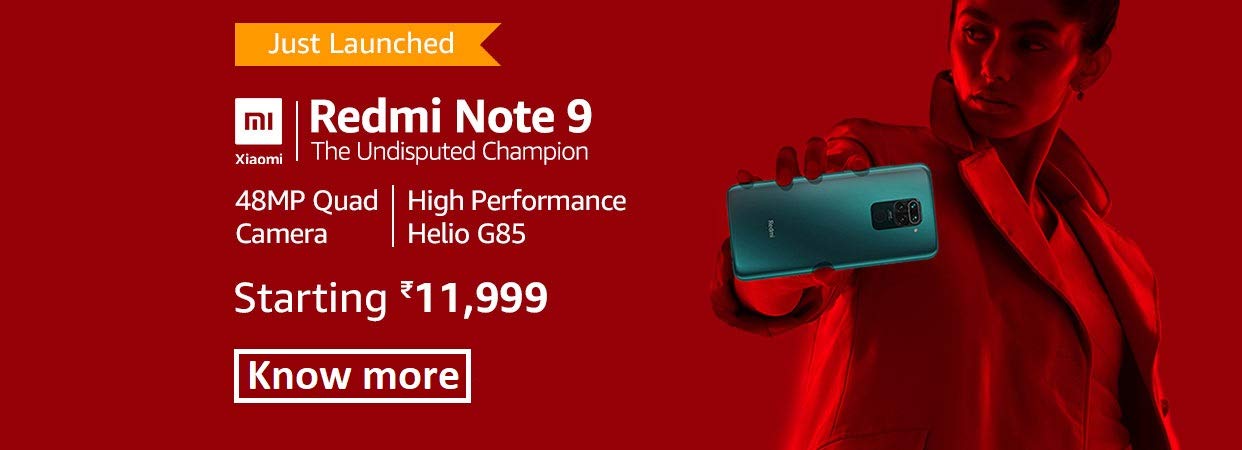 Just Launched
mi
Xiaomi
Redmi Note 9
The Undisputed Champion
48MP Quad
Camera
High Performance
Helio G85
Starting ₹11,999
Know more
Redmi